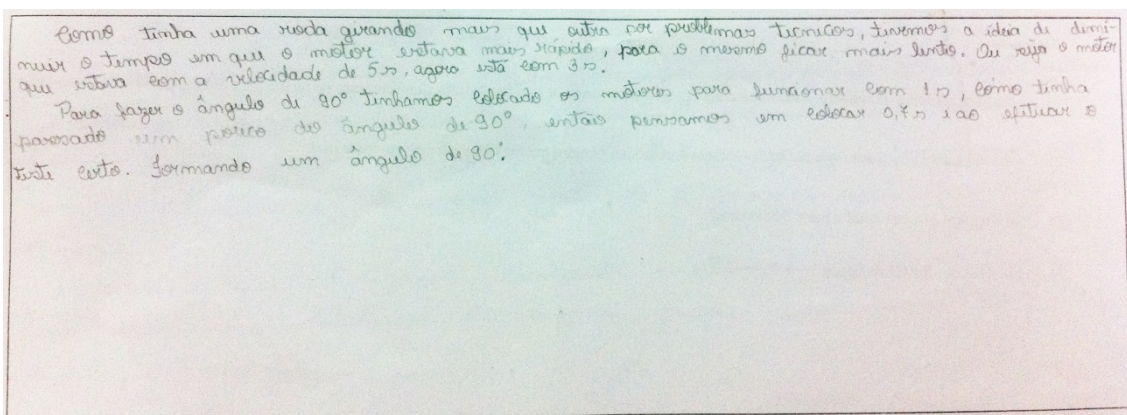 Como tinha uma roda girando mais que outra por problemas tecnicos, tivemos a ideia de dimi-
nuir o tempo em que o motor estava mais rápido, para o mesmo ficar mais lento. Ou seja o motor
que estava com a velocidade de 5s, agora está com 3s.
Para fazer o ângulo de 90° tinhamos colocado os motores para funcionar com 1s, como tinha
passado um pouco do ângulo de 90°, então pensamos em colocar 0,7s e ao efetuar o
teste certo. Formando um ângulo de 90°.